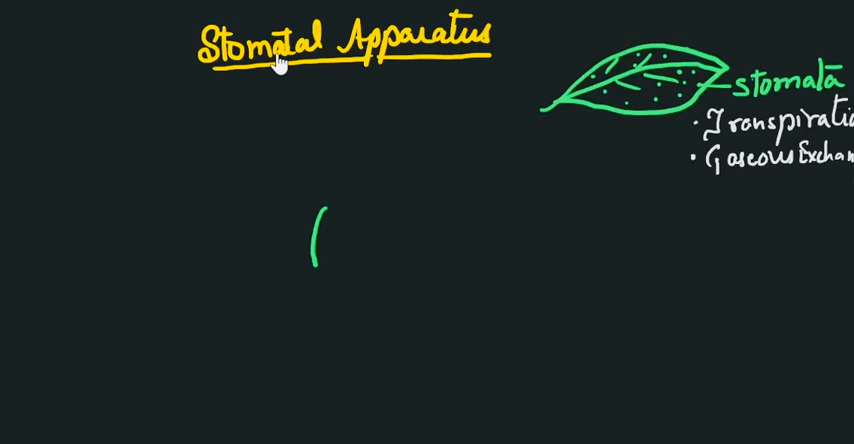 Stomatal Apparatus
stomata
• Transpiratio
• Gaseous Exchan